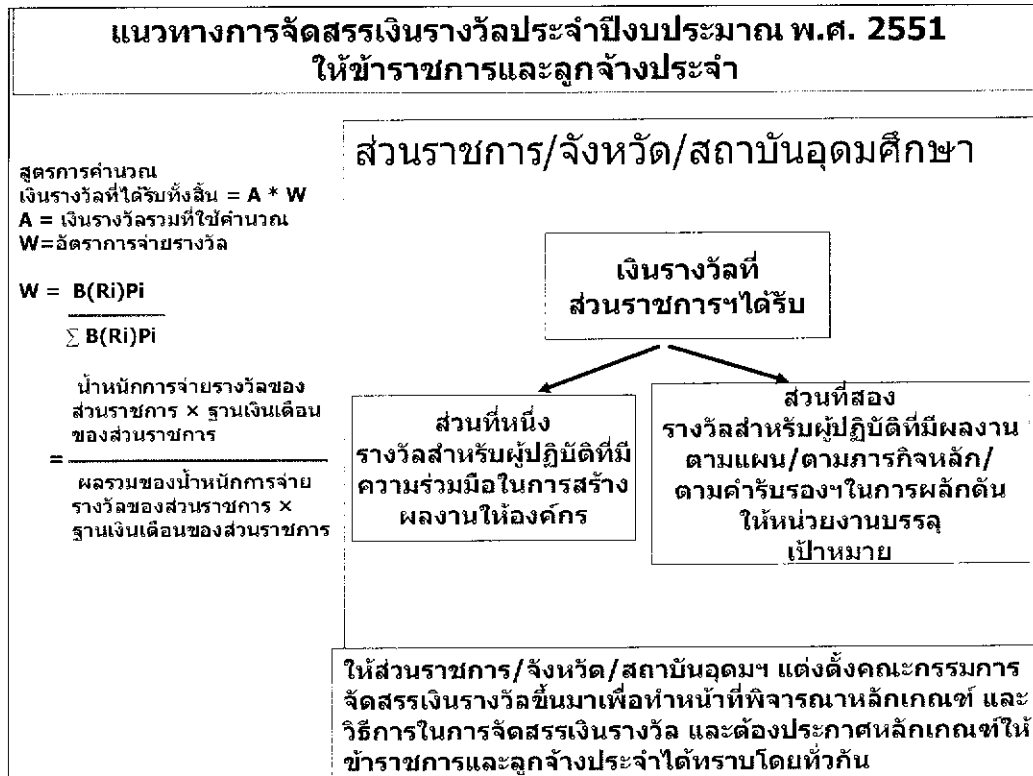 แนวทางการจัดสรรเงินรางวัลประจำปีงบประมาณ พ.ศ. 2551
ให้ข้าราชการและลูกจ้างประจำ
สูตรการคำนวณ
เงินรางวัลที่ได้รับทั้งสิ้น = A * W
A = เงินรางวัลรวมที่ใช้คำนวณ
W=อัตราการจ่ายรางวัล
W = B(Ri)Pi
∑ B(Ri)Pi
น้ำหนักการจ่ายรางวัลของ
ส่วนราชการ × ฐานเงินเดือน
ของส่วนราชการ
=
ผลรวมของน้ำหนักการจ่าย
รางวัลของส่วนราชการ ×
ฐานเงินเดือนของส่วนราชการ
ส่วนราชการ/จังหวัด/สถาบันอุดมศึกษา
เงินรางวัลที่
ส่วนราชการฯได้รับ
ส่วนที่หนึ่ง
รางวัลสำหรับผู้ปฏิบัติที่มี
ความร่วมมือในการสร้าง
ผลงานให้องค์กร
ส่วนที่สอง
รางวัลสำหรับผู้ปฏิบัติที่มีผลงาน
ตามแผน/ตามภารกิจหลัก/
ตามคำรับรองฯในการผลักดัน
ให้หน่วยงานบรรลุ
เป้าหมาย
ให้ส่วนราชการ/จังหวัด/สถาบันอุดมฯ แต่งตั้งคณะกรรมการ
จัดสรรเงินรางวัลขึ้นมาเพื่อทำหน้าที่พิจารณาหลักเกณฑ์ และ
วิธีการในการจัดสรรเงินรางวัล และต้องประกาศหลักเกณฑ์ให้
ข้าราชการและลูกจ้างประจำได้ทราบโดยทั่วกัน